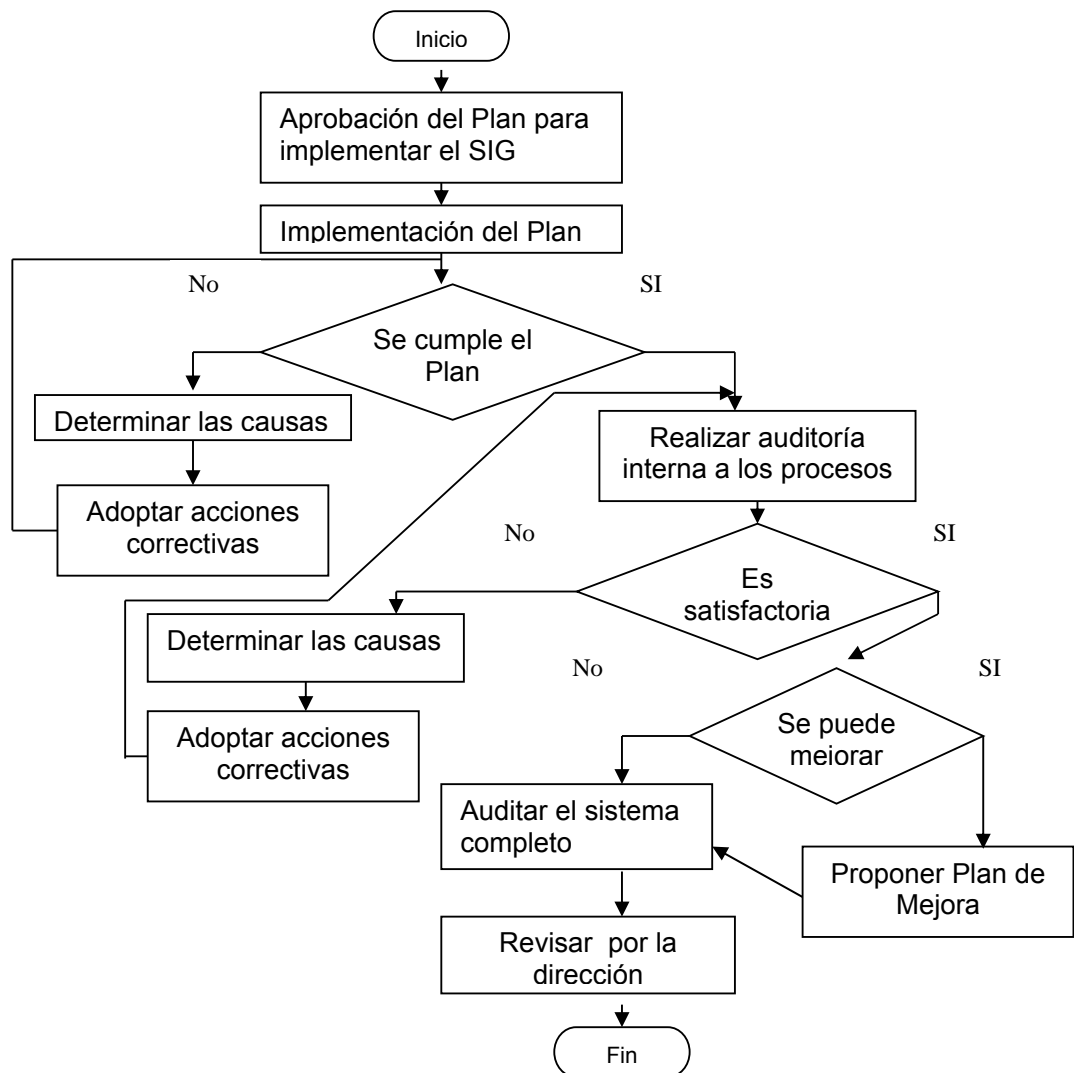 Inicio
Aprobación del Plan para
implementar el SIG
Implementación del Plan
No
SI
Se cumple el
Plan
Determinar las causas
Adoptar acciones
correctivas
Realizar auditoría
interna a los procesos
No
SI
Es
satisfactoria
Determinar las causas
Adoptar acciones
correctivas
No
SI
Se puede
mejorar
Auditar el sistema
completo
Proponer Plan de
Mejora
Revisar por la
dirección
Fin